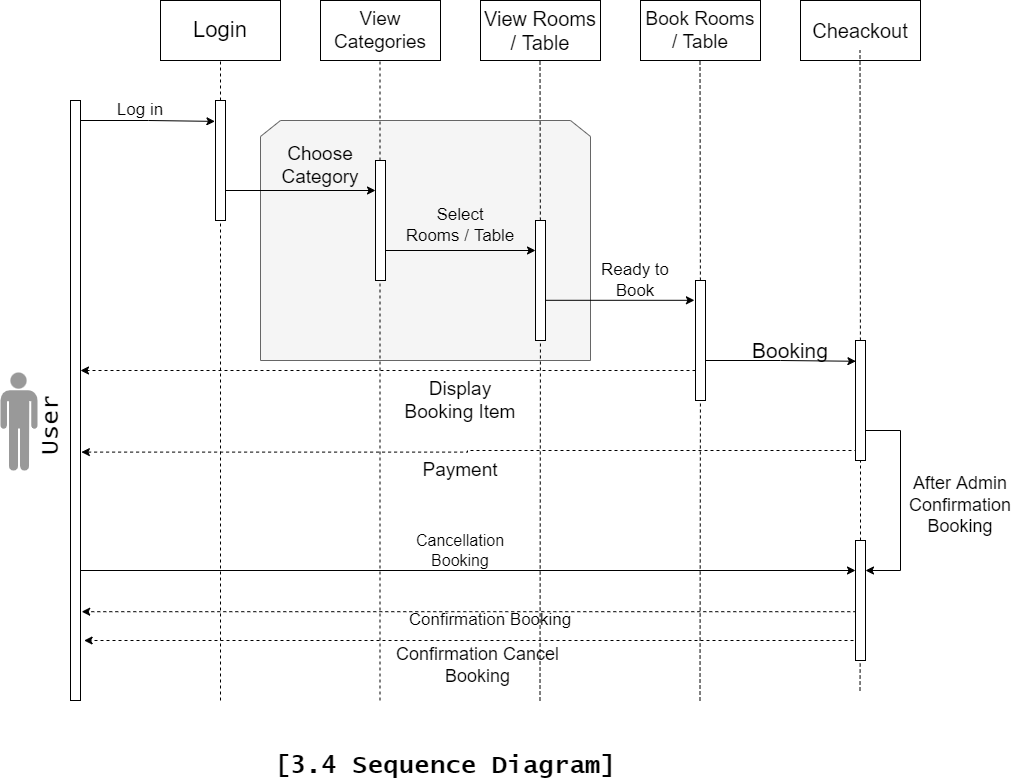 Login
View
Categories
View Rooms
/ Table
Book Rooms
/ Table
Cheackout
Log in
Choose
Category
Select
Rooms / Table
Ready to
Book
Booking
Display
Booking Item
User
Payment
After Admin
Confirmation
Booking
Cancellation
Booking
Confirmation Booking
Confirmation Cancel
Booking
[3.4 Sequence Diagram]